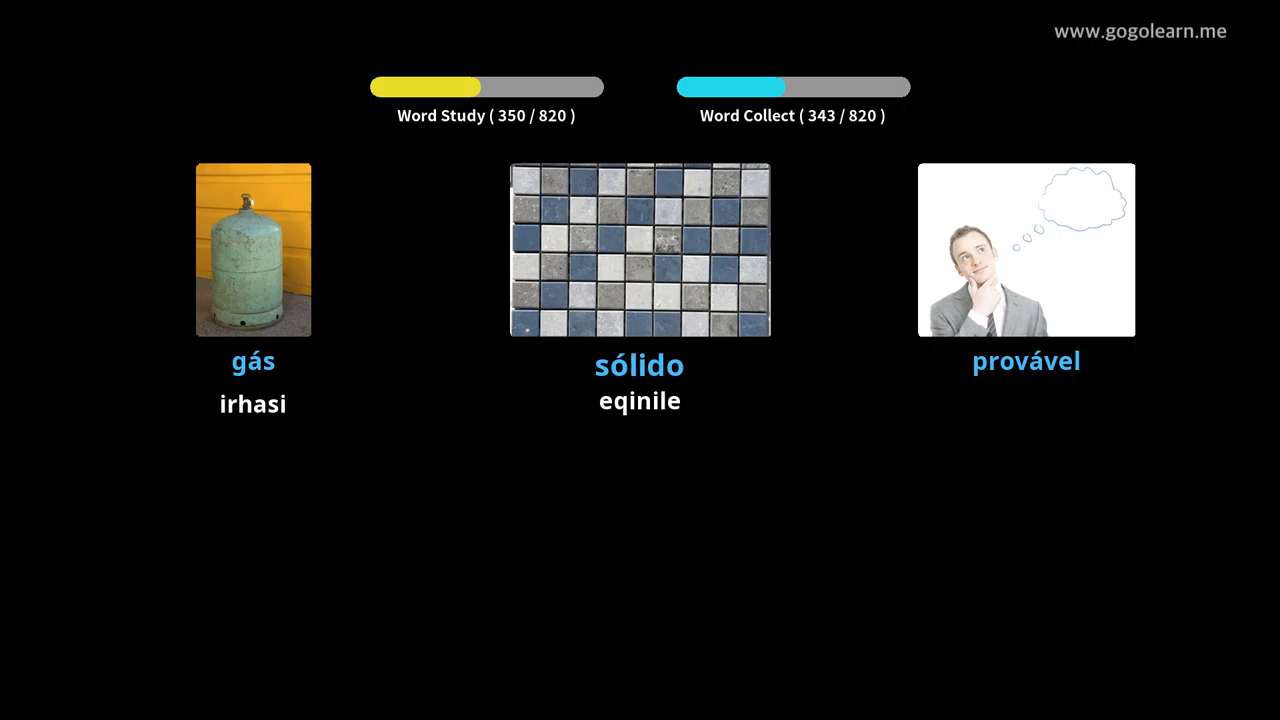 www.gogolearn.me
Word Study ( 350 / 820 )
Word Collect ( 343 / 820 )
gás
sólido
provável
irhasi
eqinile